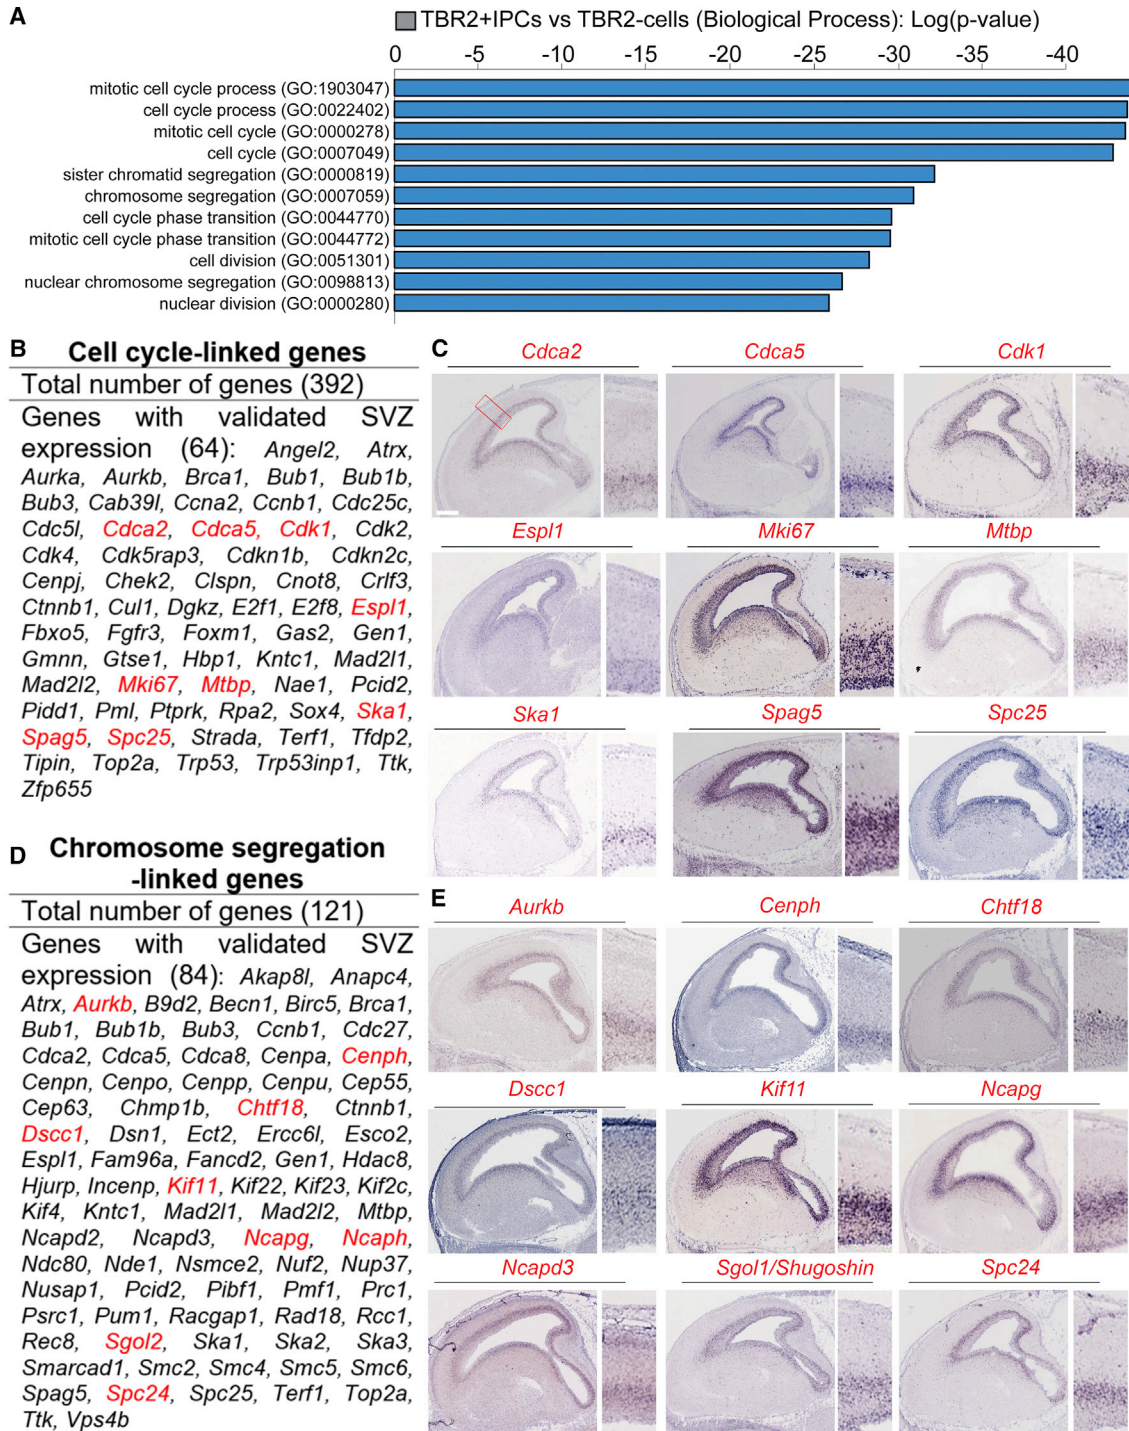 A
TBR2+IPCs vs TBR2-cells (Biological Process): Log(p-value)
0 -5 -10 -15 -20 -25 -30 -35 -40
mitotic cell cycle process (GO:1903047)
cell cycle process (GO:0022402)
mitotic cell cycle (GO:0000278)
cell cycle (GO:0007049)
sister chromatid segregation (GO:0000819)
chromosome segregation (GO:0007059)
cell cycle phase transition (GO:0044770)
mitotic cell cycle phase transition (GO:0044772)
cell division (GO:0051301)
nuclear chromosome segregation (GO:0098813)
nuclear division (GO:0000280)
B
Cell cycle-linked genes
Total number of genes (392)
Genes with validated SVZ
expression (64): Angel2, Atrx,
Aurka, Aurkb, Brca1, Bub1, Bub1b,
Bub3, Cab39l, Ccna2, Ccnb1, Cdc25c,
Cdc5l, Cdca2, Cdca5, Cdk1, Cdk2,
Cdk4, Cdk5rap3, Cdkn1b, Cdkn2c,
Cenpj, Chek2, Clspn, Cnot8, Crlf3,
Ctnnb1, Cul1, Dgkz, E2f1, E2f8, Espl1,
Fbxo5, Fgfr3, Foxm1, Gas2, Gen1,
Gmnn, Gtse1, Hbp1, Kntc1, Mad2l1,
Mad2l2, Mki67, Mtbp, Nae1, Pcid2,
Pidd1, Pml, Ptprk, Rpa2, Sox4, Ska1,
Spag5, Spc25, Strada, Terf1, Tfdp2,
Tipin, Top2a, Trp53, Trp53inp1, Ttk,
Zfp655
C
Cdca2 Cdca5 Cdk1
Espl1 Mki67 Mtbp
Ska1 Spag5 Spc25
D
Chromosome segregation
-linked genes
Total number of genes (121)
Genes with validated SVZ
expression (84): Akap8l, Anapc4,
Atrx, Aurkb, B9d2, Becn1, Birc5, Brca1,
Bub1, Bub1b, Bub3, Ccnb1, Cdc27,
Cdca2, Cdca5, Cdca8, Cenpa, Cenph,
Cenpn, Cenpo, Cenpp, Cenpu, Cep55,
Cep63, Chmp1b, Chtf18, Ctnnb1,
Dscc1, Dsn1, Ect2, Ercc6l, Esco2,
Espl1, Fam96a, Fancd2, Gen1, Hdac8,
Hjurp, Incenp, Kif11, Kif22, Kif23, Kif2c,
Kif4, Kntc1, Mad2l1, Mad2l2, Mtbp,
Ncapd2, Ncapd3, Ncapg, Ncaph,
Ndc80, Nde1, Nsmce2, Nuf2, Nup37,
Nusap1, Pcid2, Pibf1, Pmf1, Prc1,
Psrc1, Pum1, Racgap1, Rad18, Rcc1,
Rec8, Sgol2, Ska1, Ska2, Ska3,
Smarcad1, Smc2, Smc4, Smc5, Smc6,
Spag5, Spc24, Spc25, Terf1, Top2a,
Ttk, Vps4b
E
Aurkb Cenph Chtf18
Dscc1 Kif11 Ncapg
Ncapd3 Sgol1/Shugoshin Spc24